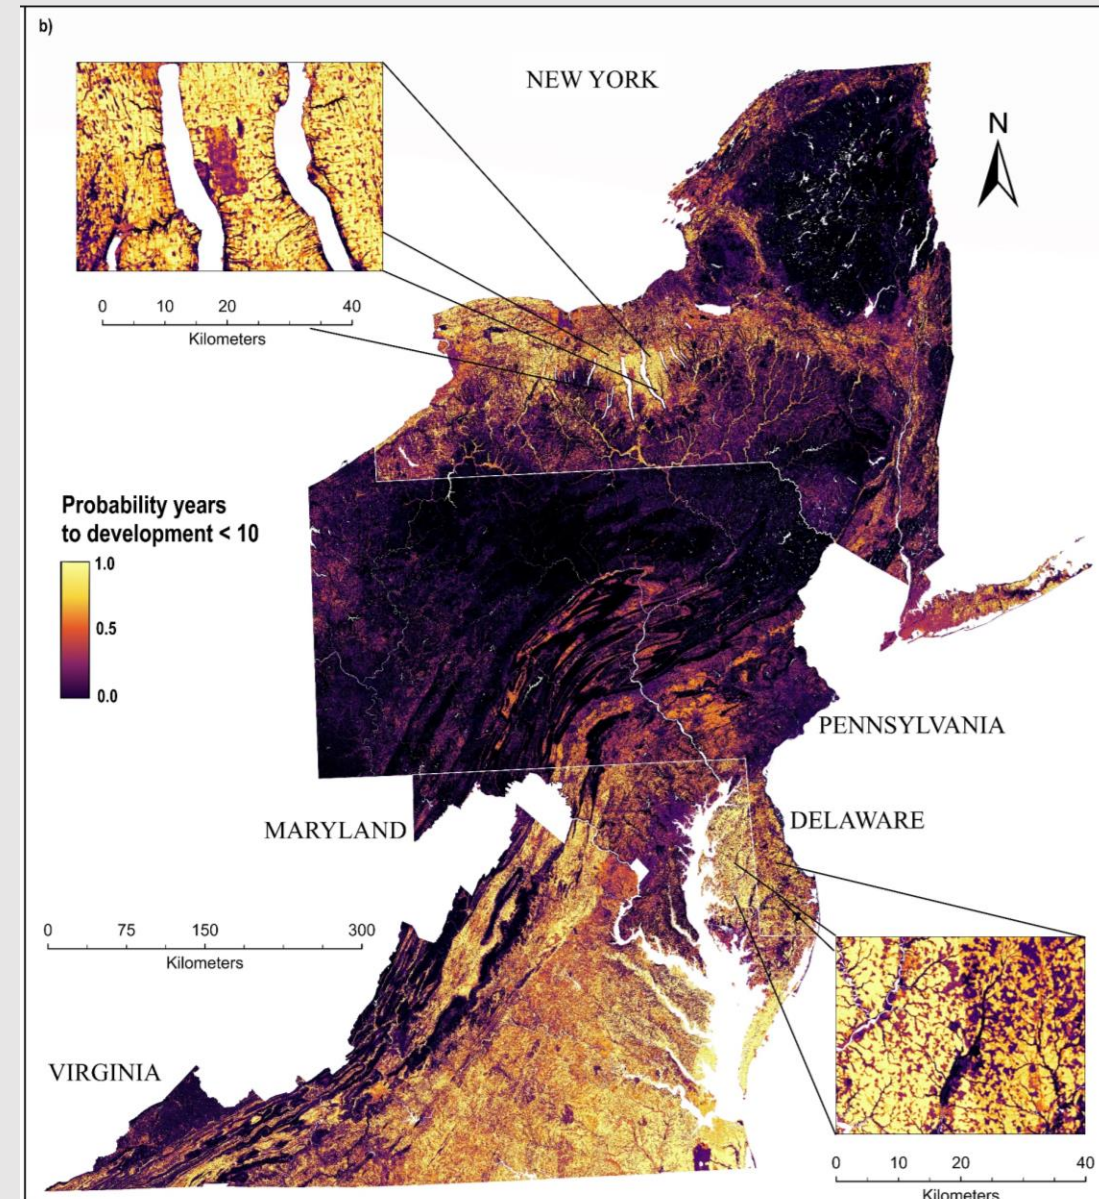 b)
NEW YORK
N
0 10 20 40
Kilometers
Probability years
to development < 10
1.0
0.5
0.0
PENNSYLVANIA
MARYLAND
DELAWARE
0 75 150 300
Kilometers
VIRGINIA
0 10 20 40
Kilometers